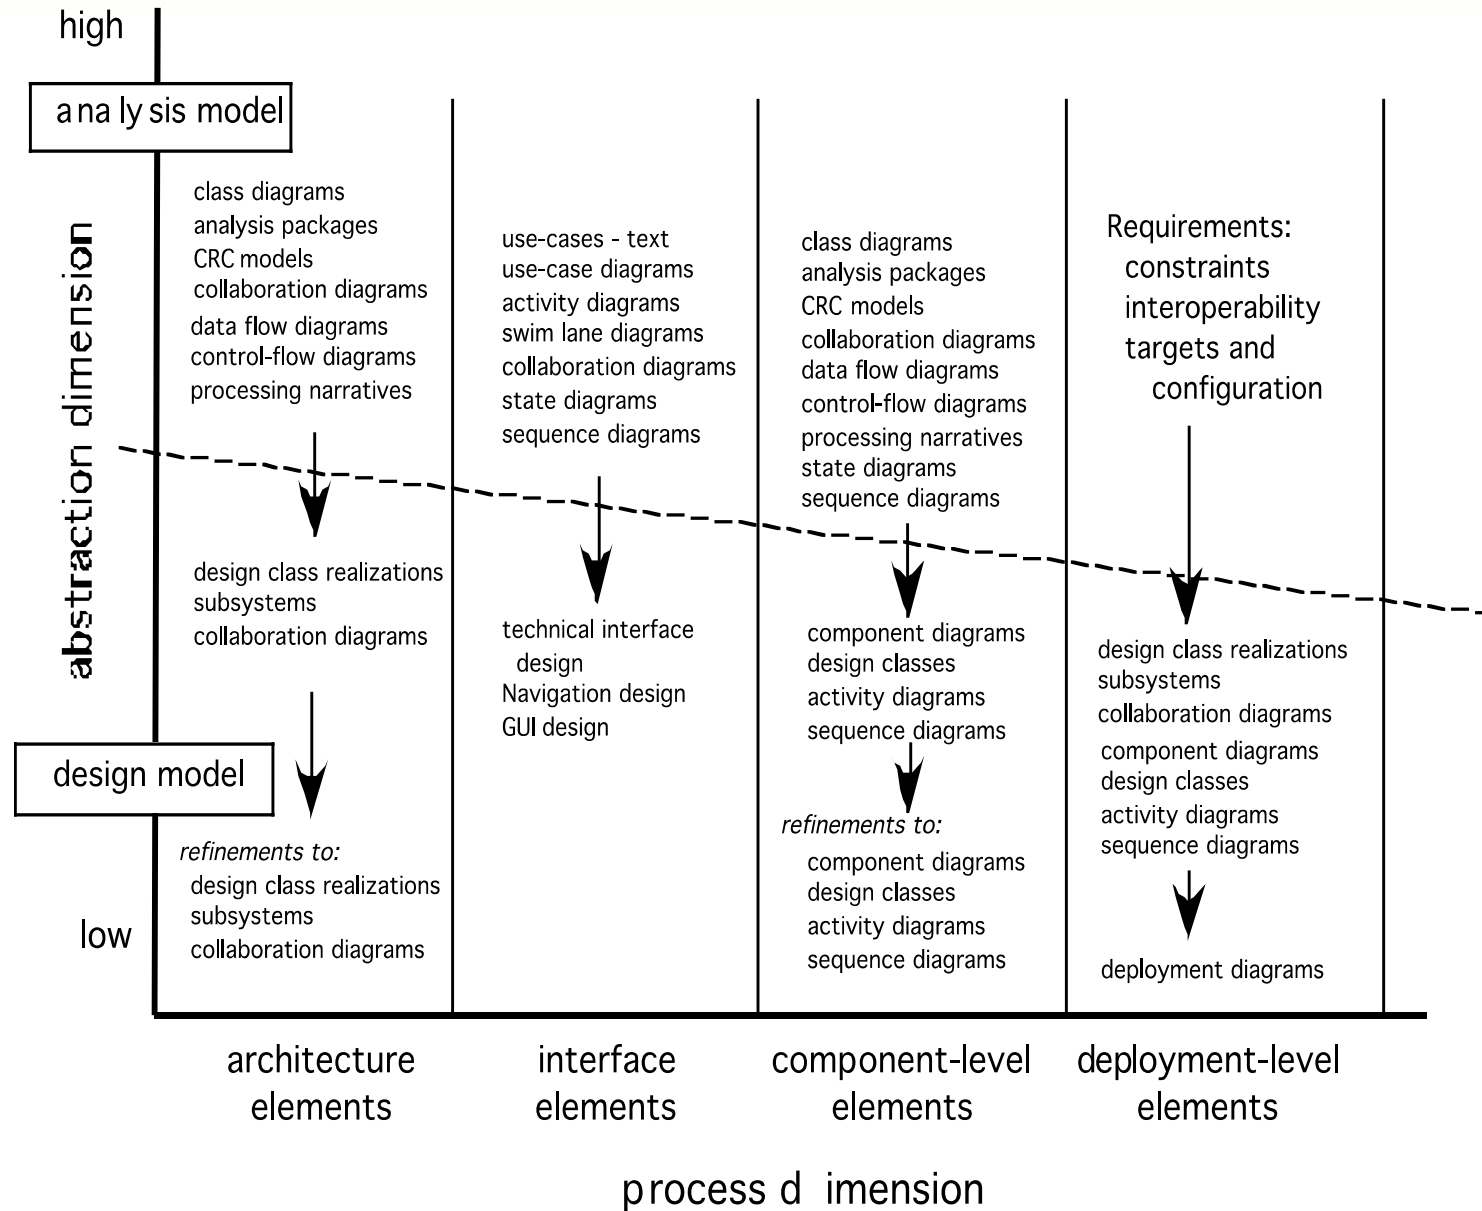 high
analysis model
abstraction dimension
class diagrams
analysis packages
CRC models
collaboration diagrams
data flow diagrams
control-flow diagrams
processing narratives
design class realizations
subsystems
collaboration diagrams
design model
refinements to:
design class realizations
subsystems
collaboration diagrams
low
use-cases - text
use-case diagrams
activity diagrams
swim lane diagrams
collaboration diagrams
state diagrams
sequence diagrams
technical interface
design
Navigation design
GUI design
class diagrams
analysis packages
CRC models
collaboration diagrams
data flow diagrams
control-flow diagrams
processing narratives
state diagrams
sequence diagrams
component diagrams
design classes
activity diagrams
sequence diagrams
refinements to:
component diagrams
design classes
activity diagrams
sequence diagrams
Requirements:
constraints
interoperability
targets and
configuration
design class realizations
subsystems
collaboration diagrams
component diagrams
design classes
activity diagrams
sequence diagrams
deployment diagrams
architecture
elements
interface
elements
component-level
elements
deployment-level
elements
process d imension